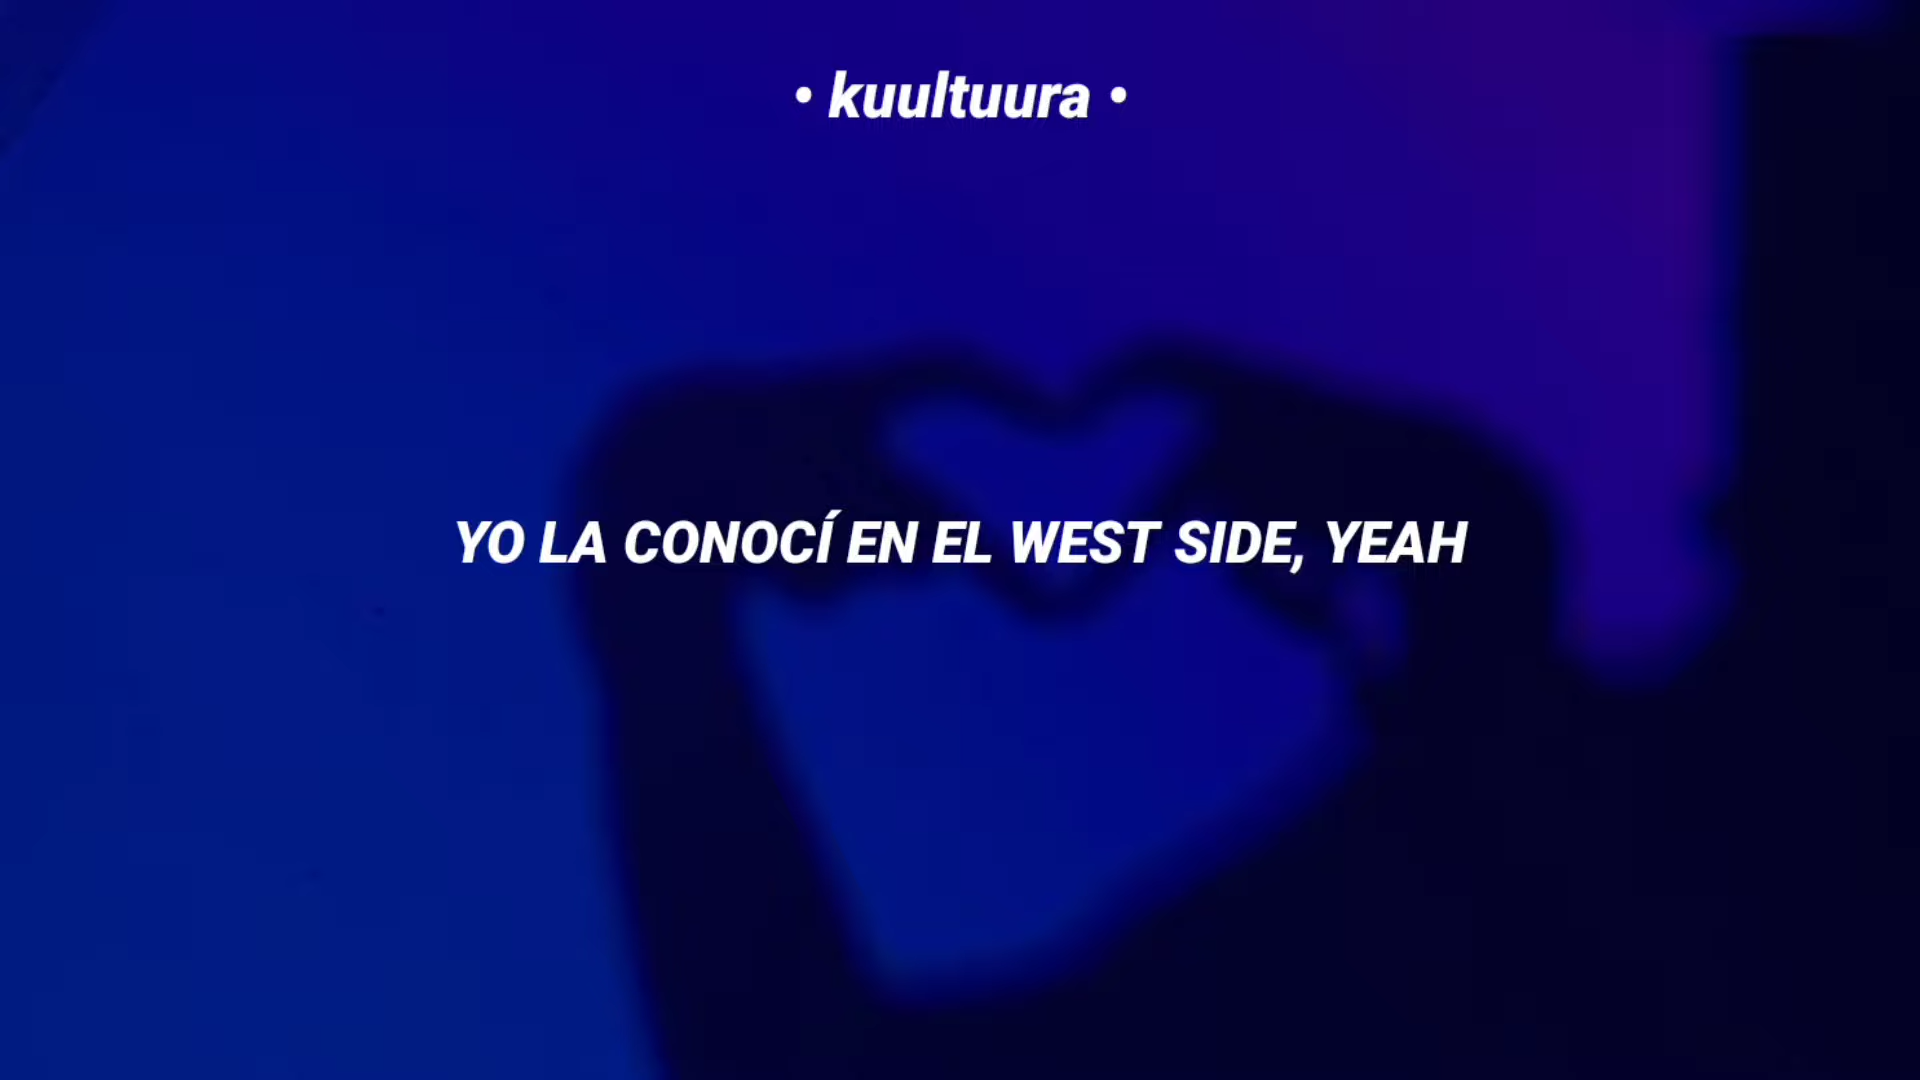 • kuultuura •
YO LA CONOCÍ EN EL WEST SIDE, YEAH